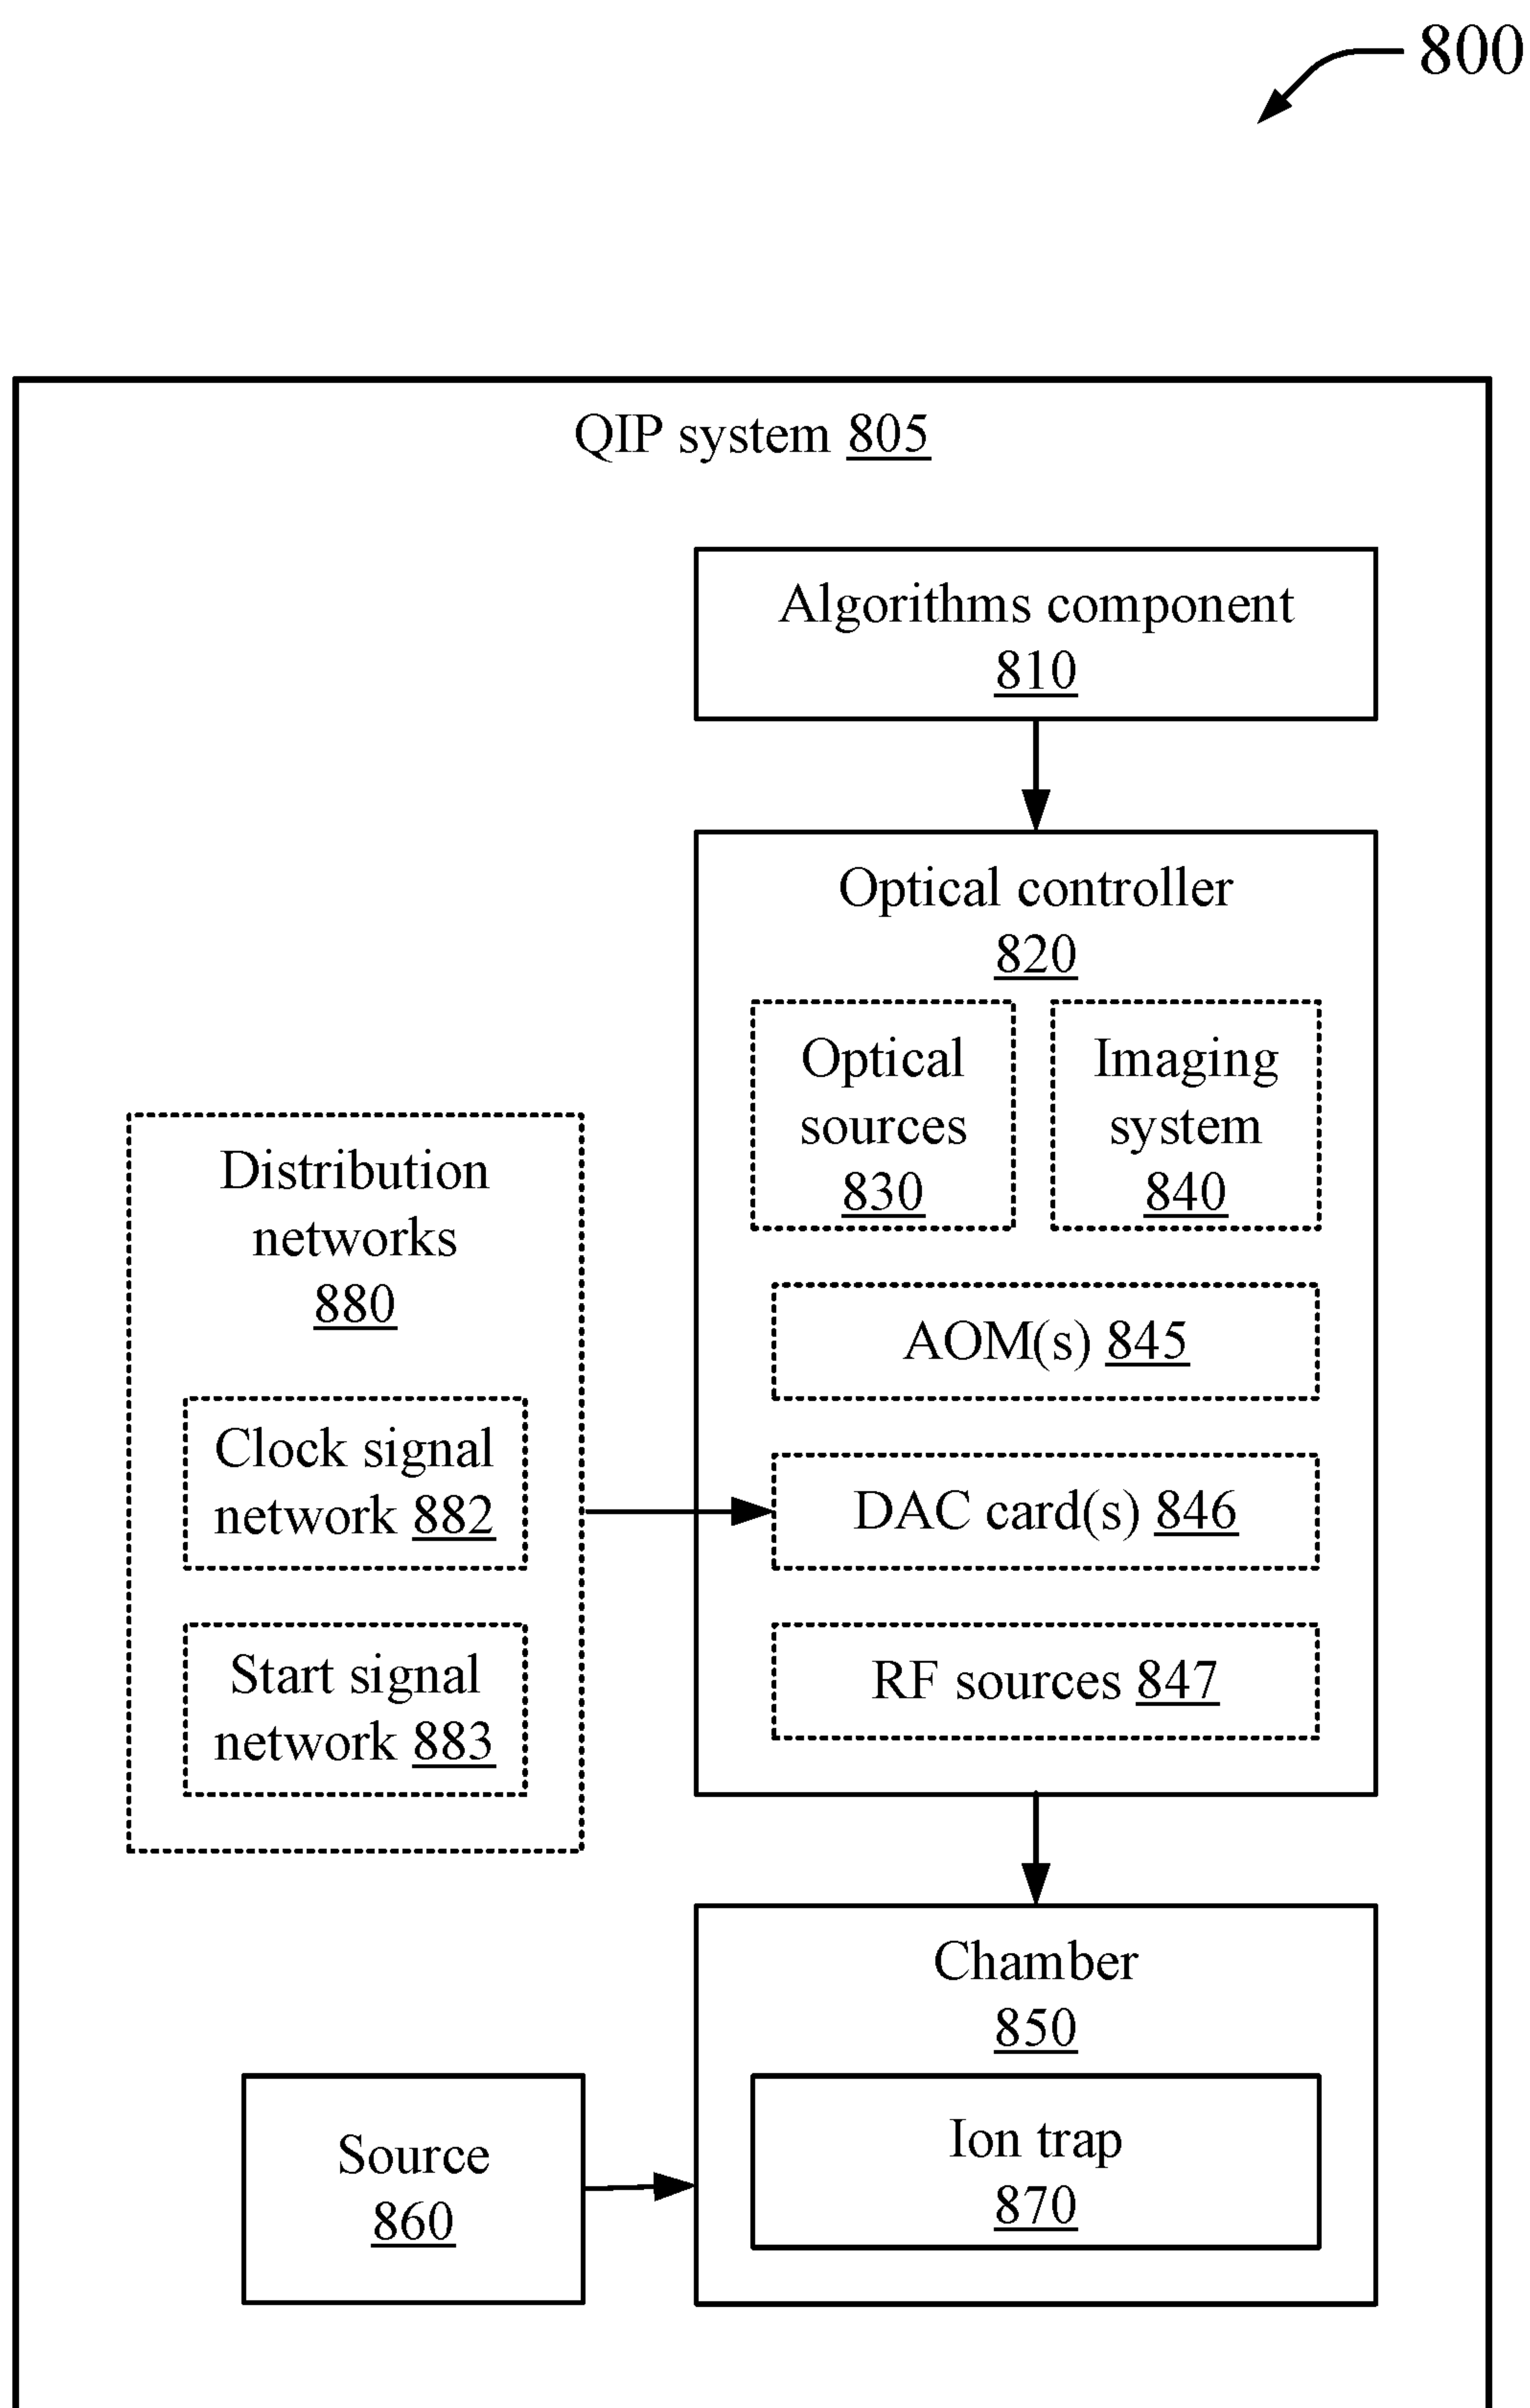 800
QIP system 805
Algorithms component
810
Optical controller
820
Optical
sources
830
Imaging
system
840
AOM(s) 845
DAC card(s) 846
RF sources 847
Distribution
networks
880
Clock signal
network 882
Start signal
network 883
Chamber
850
Ion trap
870
Source
860